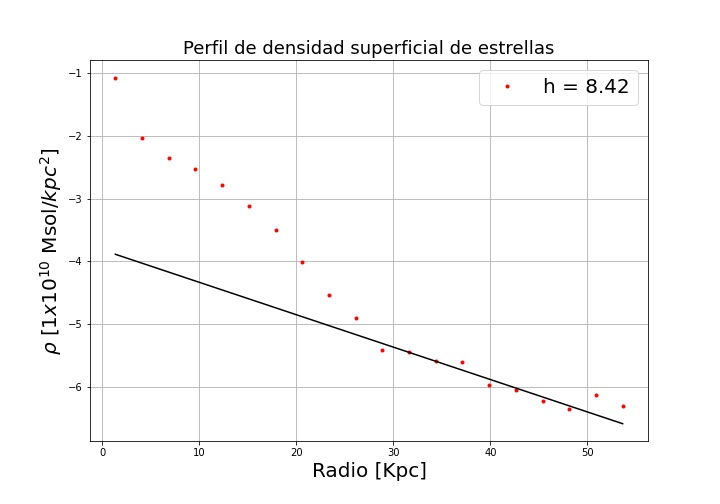 Perfil de densidad superficial de estrellas
h = 8.42
−1
−2
−3
−4
−5
−6
ρ [1x10¹⁰ Msol/kpc²]
0 10 20 30 40 50
Radio [Kpc]